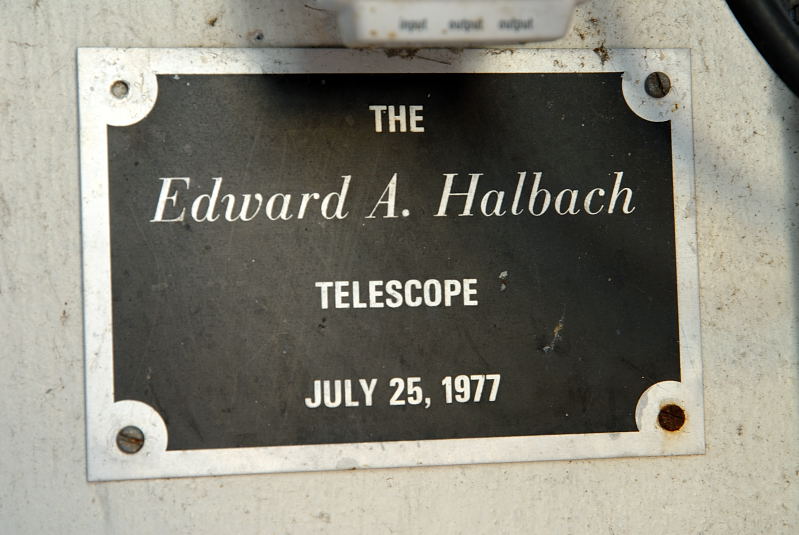 input output output
THE
Edward A. Halbach
TELESCOPE
JULY 25, 1977